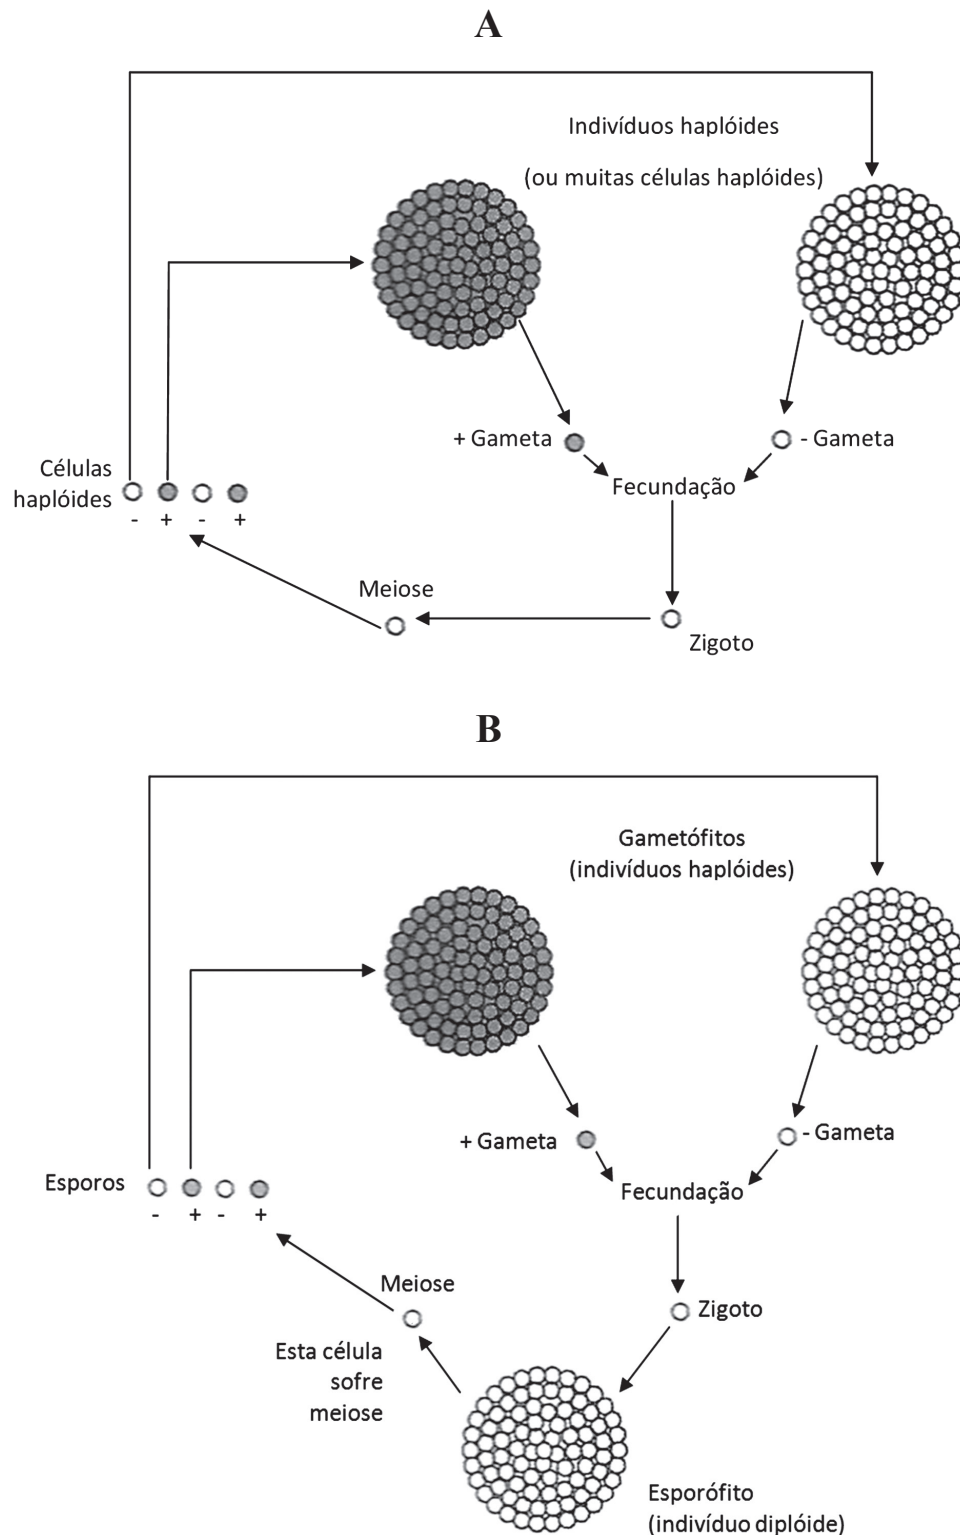 A
Indivíduos haplóides
(ou muitas células haplóides)
+ Gameta
- Gameta
Células
haplóides
Fecundação
- + - +
Meiose
Zigoto
B
Gametófitos
(indivíduos haplóides)
+ Gameta
- Gameta
Esporos
Fecundação
- + - +
Meiose
Zigoto
Esta célula
sofre
meiose
Esporófito
(indivíduo diplóide)